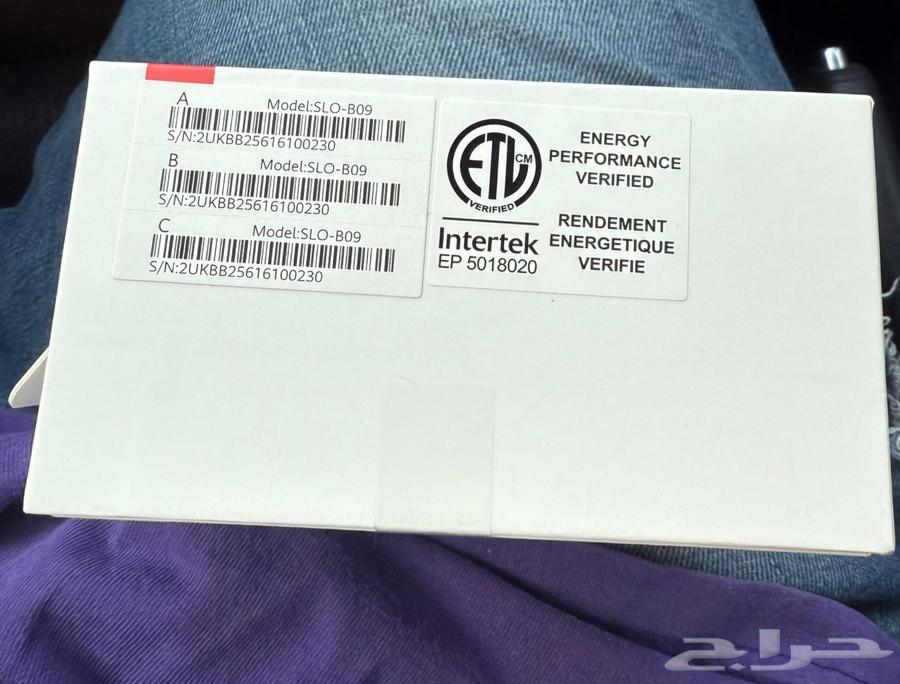 A
Model:SLO-B09
S/N:2UKBB25616100230
B
Model:SLO-B09
S/N:2UKBB25616100230
C
Model:SLO-B09
S/N:2UKBB25616100230
ETL CM
VERIFIED
Intertek
EP 5018020
ENERGY
PERFORMANCE
VERIFIED
RENDEMENT
ENERGETIQUE
VERIFIE
حراج